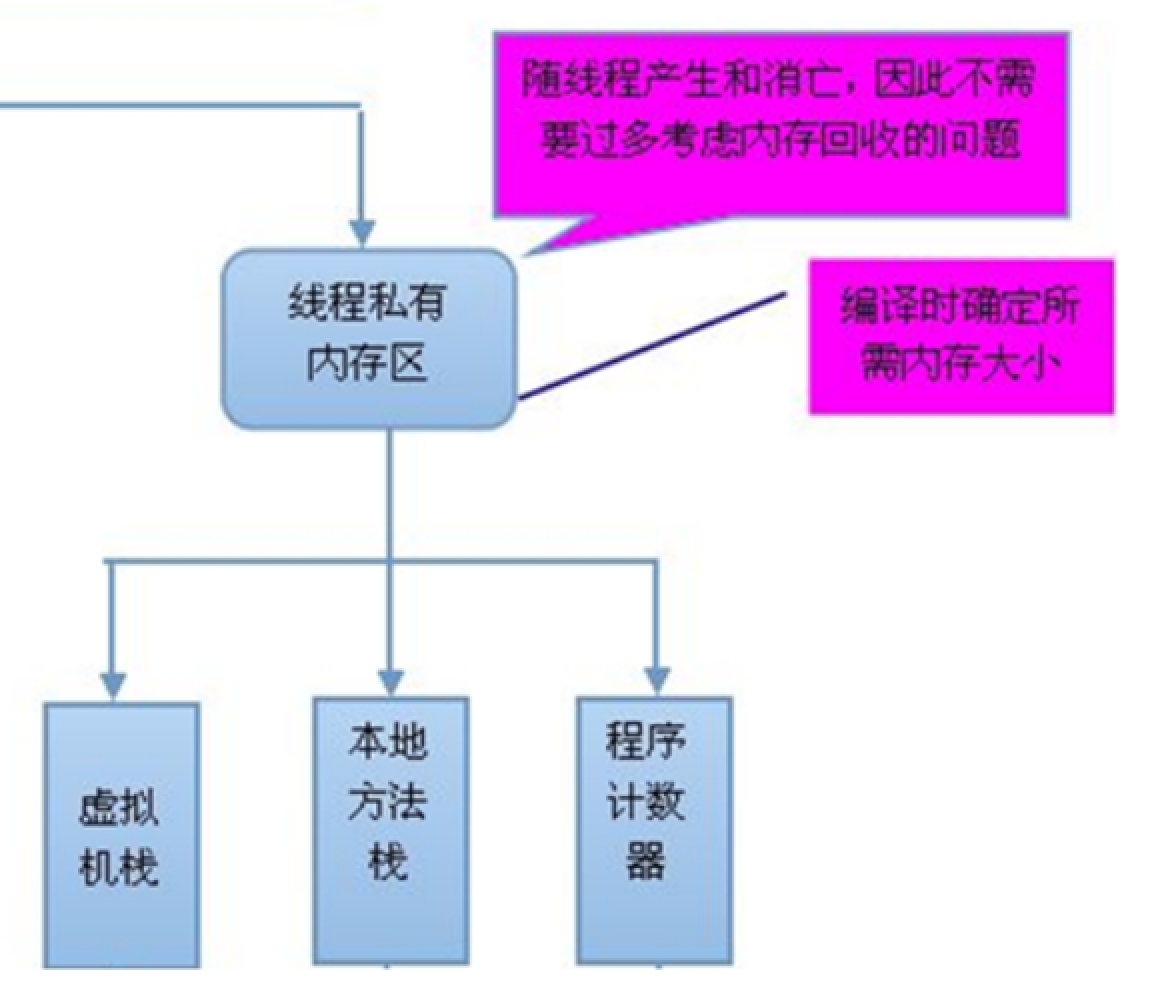 随线程产生和消亡，因此不需
要过多考虑内存回收的问题
线程私有
内存区
编译时确定所
需内存大小
虚拟
机栈
本地
方法
栈
程序
计数
器